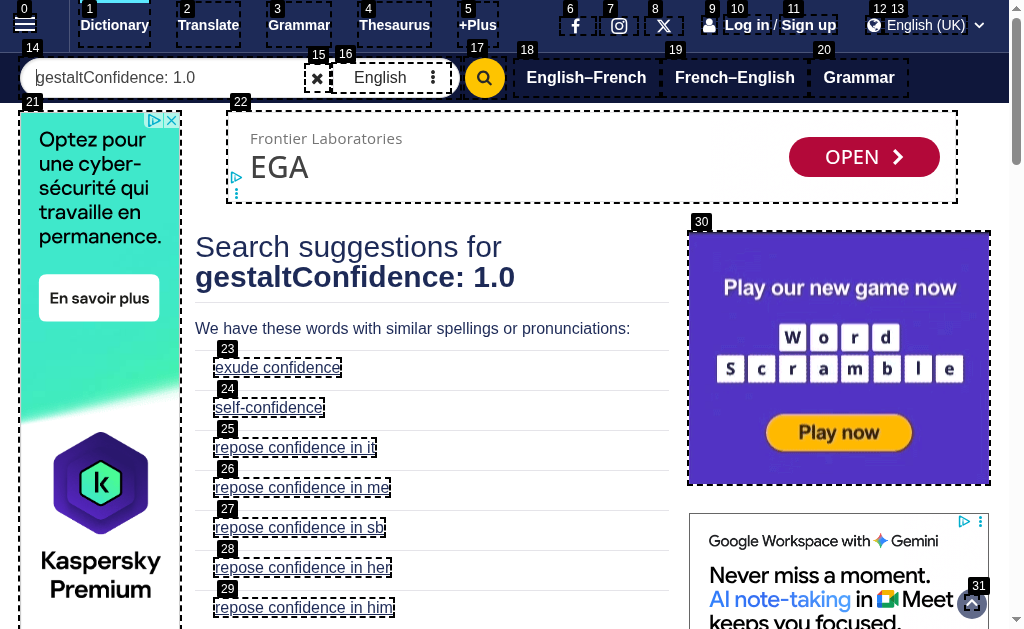 0 1 2 3 4 5 6 7 8 9 10 11 12 13
Dictionary Translate Grammar Thesaurus +Plus Log in / Sign up English (UK)
14 15 16 17 18 19 20
gestaltConfidence: 1.0 English English–French French–English Grammar
21 22
Optez pour
une cyber-
sécurité qui
travaille en
permanence.
En savoir plus
Kaspersky
Premium
Frontier Laboratories
EGA
OPEN
Search suggestions for
gestaltConfidence: 1.0
We have these words with similar spellings or pronunciations:
23
exude confidence
24
self-confidence
25
repose confidence in it
26
repose confidence in me
27
repose confidence in sb
28
repose confidence in her
29
repose confidence in him
30
Play our new game now
Word
Scramble
Play now
Google Workspace with Gemini
Never miss a moment.
AI note-taking in Meet
keeps you focused.
31